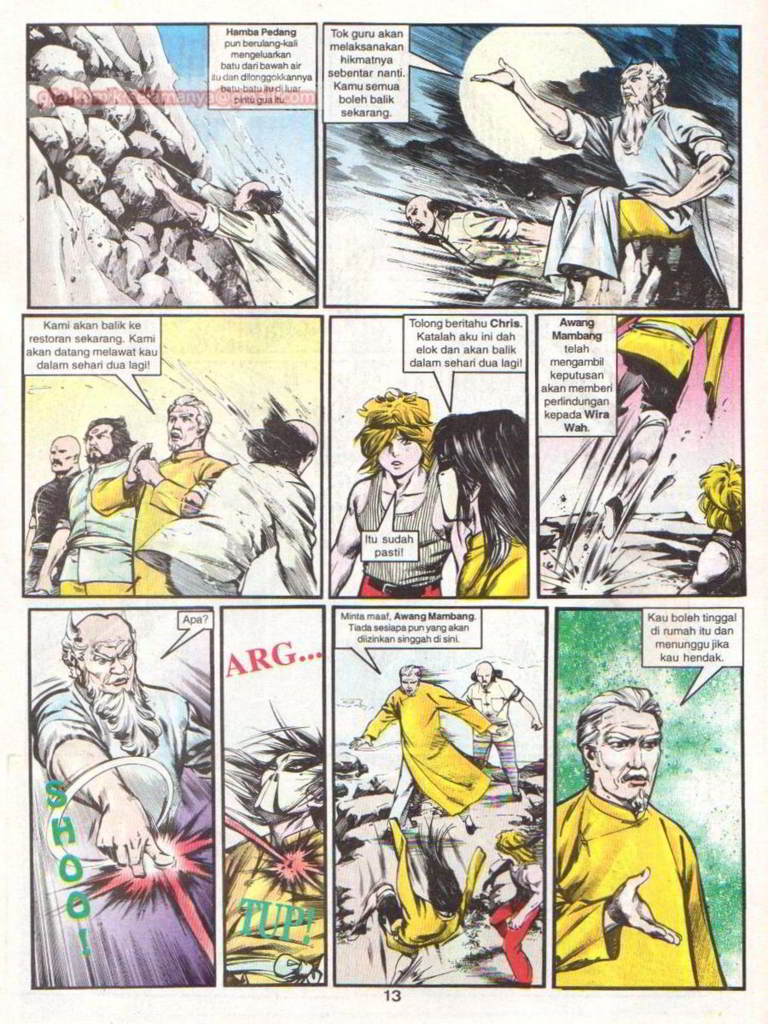 Hamba Pedang
pun berulang-kali
mengeluarkan
batu dari bawah air
itu dan dilonggokkannya
batu-batu itu di luar
pintu gua itu.
Tok guru akan
melaksanakan
hikmatnya
sebentar nanti.
Kamu semua
boleh balik
sekarang.
Kami akan balik ke
restoran sekarang. Kami
akan datang melawat kau
dalam sehari dua lagi!
Tolong beritahu Chris.
Katalah aku ini dah
elok dan akan balik
dalam sehari dua lagi!
Itu sudah
pasti!
Awang
Mambang
telah
mengambil
keputusan
akan memberi
perlindungan
kepada Wira
Wah.
Apa?
SHOO!
ARG...
TUP!
Minta maaf, Awang Mambang.
Tiada sesiapa pun yang akan
diizinkan singgah di sini.
Kau boleh tinggal
di rumah itu dan
menunggu jika
kau hendak.
13